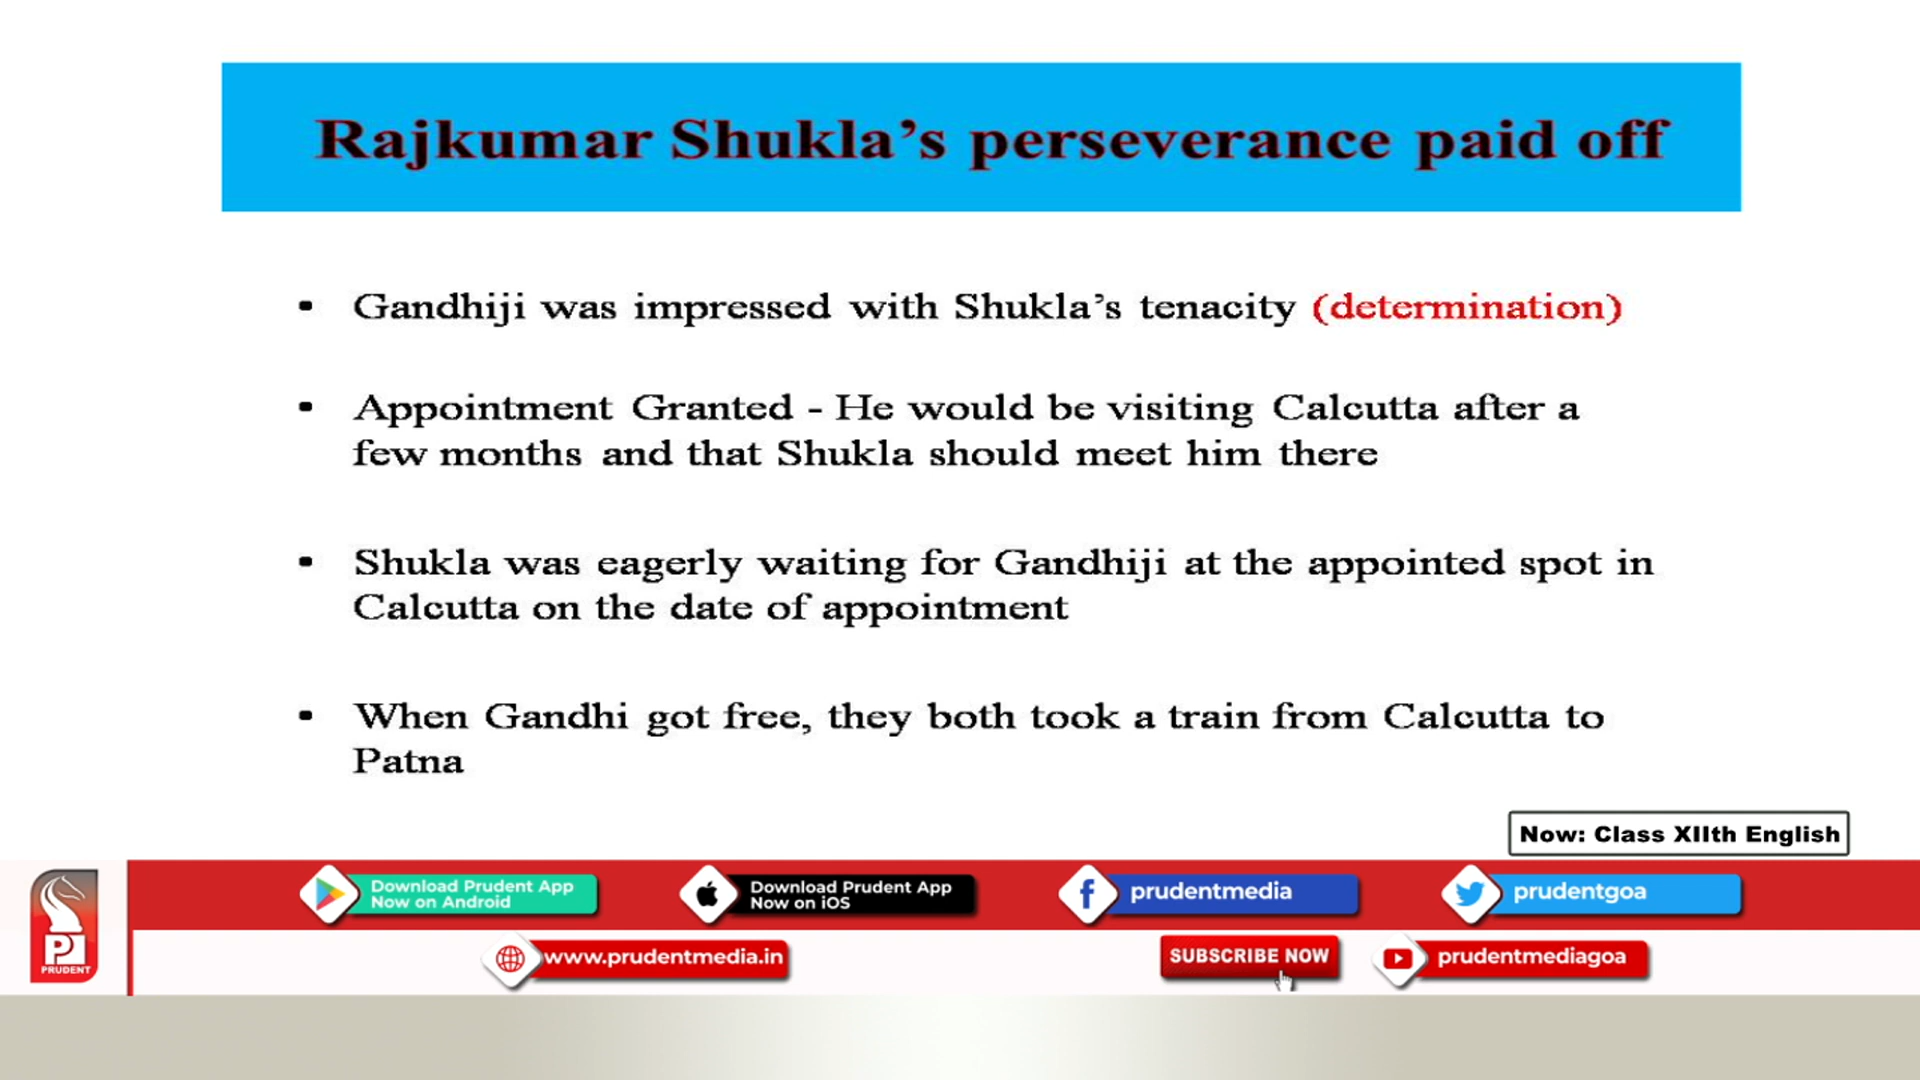 Rajkumar Shukla’s perseverance paid off
▪ Gandhiji was impressed with Shukla’s tenacity (determination)
▪ Appointment Granted - He would be visiting Calcutta after a
few months and that Shukla should meet him there
▪ Shukla was eagerly waiting for Gandhiji at the appointed spot in
Calcutta on the date of appointment
▪ When Gandhi got free, they both took a train from Calcutta to
Patna
Now: Class XIIth English
Download Prudent App
Now on Android
Download Prudent App
Now on iOS
prudentmedia
prudentgoa
P
PRUDENT
www.prudentmedia.in
SUBSCRIBE NOW
prudentmediagoa